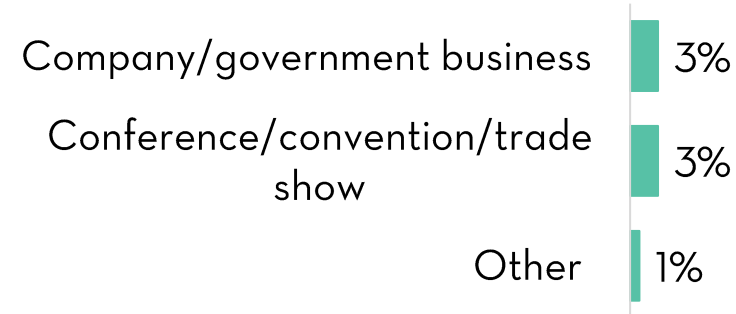 Company/government business 3%
Conference/convention/trade
show 3%
Other 1%